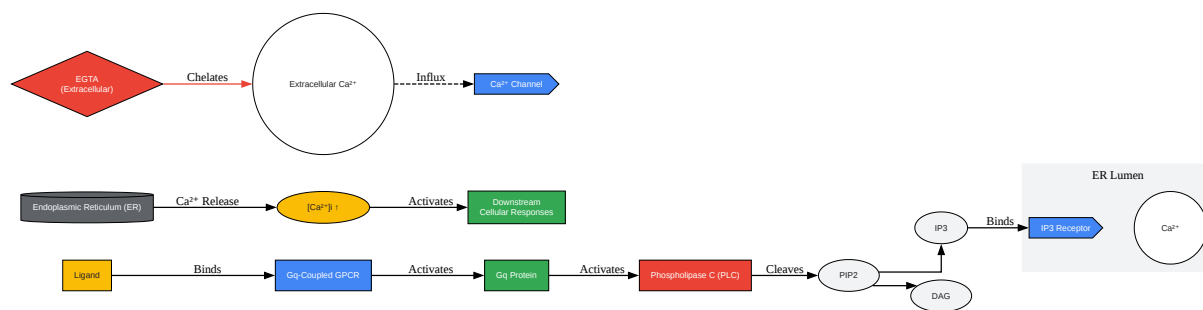 EGTA
(Extracellular)
Chelates
Extracellular Ca²⁺
Influx
Ca²⁺ Channel
ER Lumen
Endoplasmic Reticulum (ER)
Ca²⁺ Release
[Ca²⁺]i ↑
Activates
Downstream
Cellular Responses
IP3
Binds
IP3 Receptor
Ca²⁺
Ligand
Binds
Gq-Coupled GPCR
Activates
Gq Protein
Activates
Phospholipase C (PLC)
Cleaves
PIP2
DAG